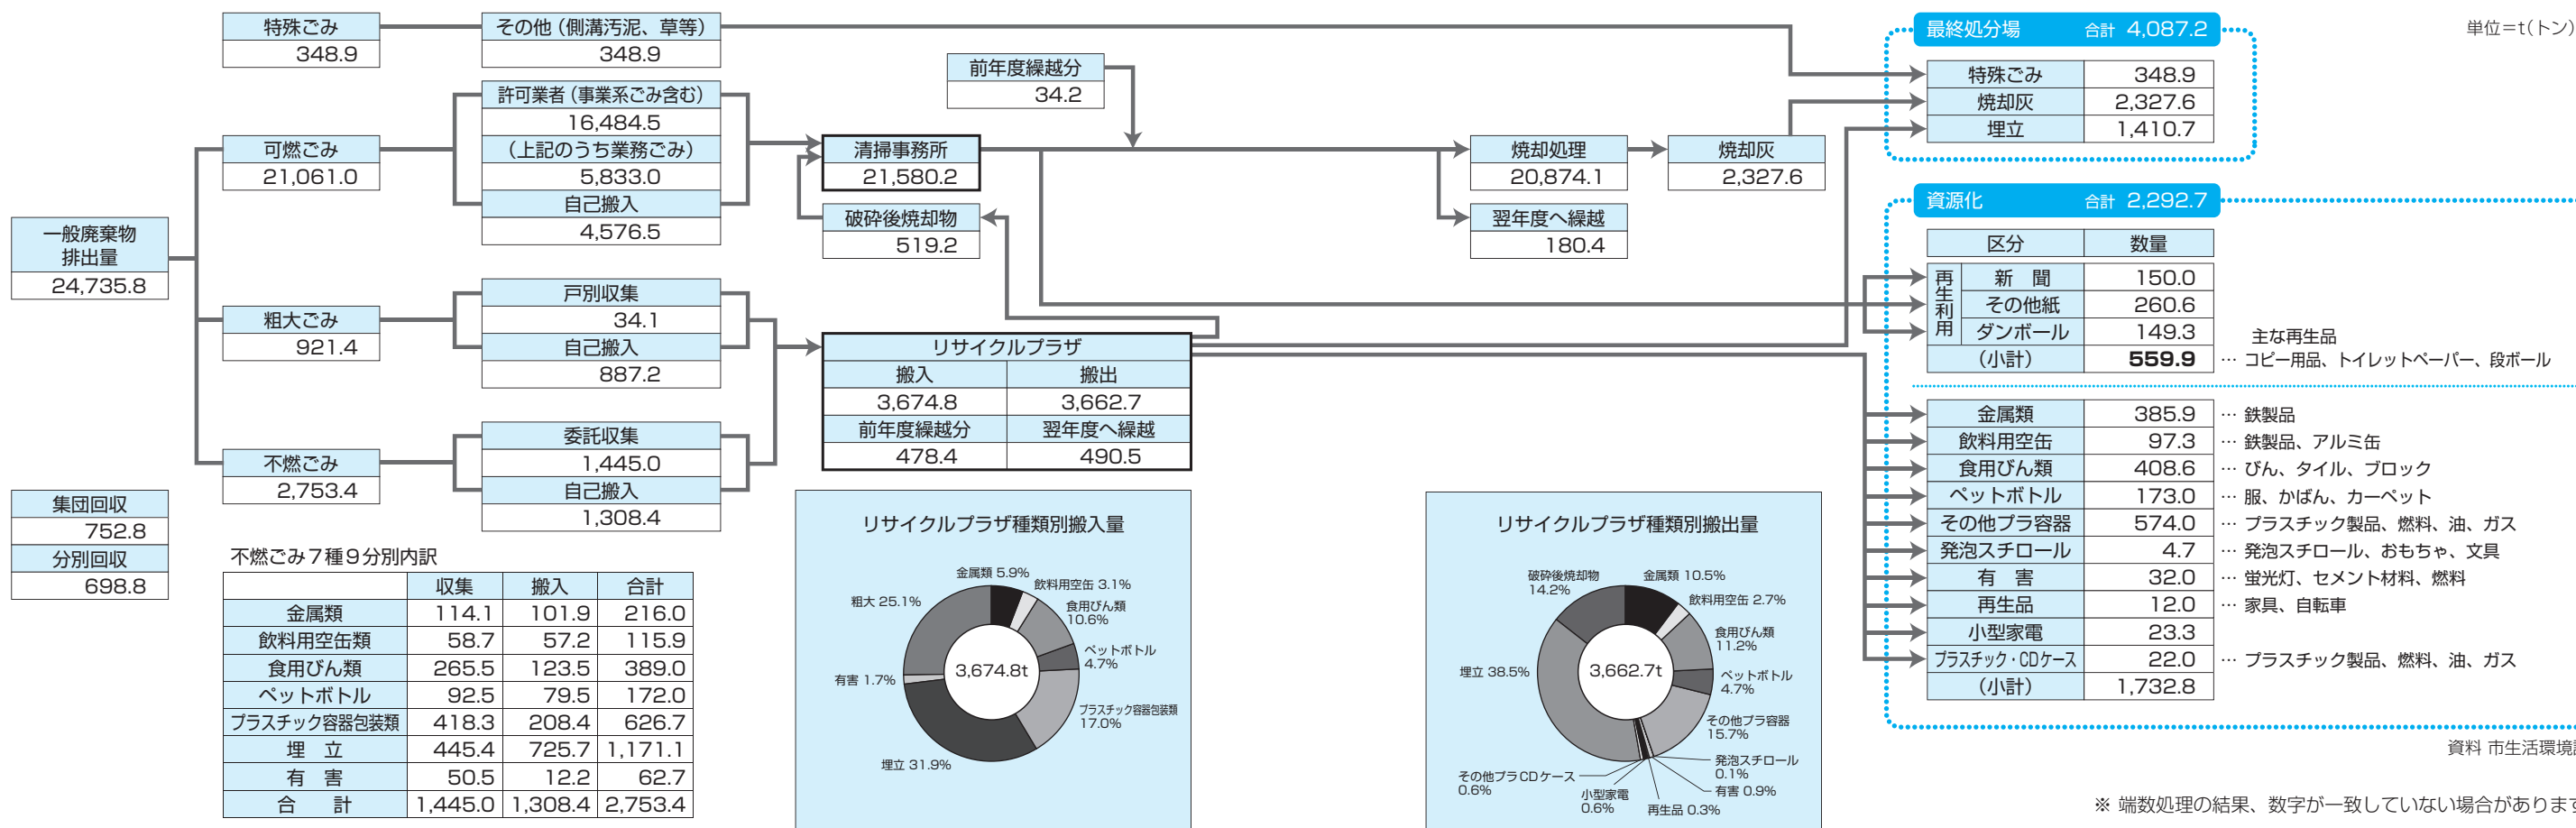 単位＝t(トン)
特殊ごみ
348.9
その他（側溝汚泥、草等）
348.9
前年度繰越分
34.2
最終処分場 合計 4,087.2
特殊ごみ 348.9
焼却灰 2,327.6
埋立 1,410.7
許可業者（事業系ごみ含む）
16,484.5
（上記のうち業務ごみ）
5,833.0
自己搬入
4,576.5
可燃ごみ
21,061.0
清掃事務所
21,580.2
焼却処理
20,874.1
焼却灰
2,327.6
破砕後焼却物
519.2
翌年度へ繰越
180.4
一般廃棄物
排出量
24,735.8
資源化 合計 2,292.7
区分 数量
再生利用
新 聞 150.0
その他紙 260.6
ダンボール 149.3
（小計） 559.9
主な再生品
… コピー用品、トイレットペーパー、段ボール
粗大ごみ
921.4
戸別収集
34.1
自己搬入
887.2
リサイクルプラザ
搬入 搬出
3,674.8 3,662.7
前年度繰越分 翌年度へ繰越
478.4 490.5
不燃ごみ
2,753.4
委託収集
1,445.0
自己搬入
1,308.4
金属類 385.9 … 鉄製品
飲料用空缶 97.3 … 鉄製品、アルミ缶
食用びん類 408.6 … びん、タイル、ブロック
ペットボトル 173.0 … 服、かばん、カーペット
その他プラ容器 574.0 … プラスチック製品、燃料、油、ガス
発泡スチロール 4.7 … 発泡スチロール、おもちゃ、文具
有 害 32.0 … 蛍光灯、セメント材料、燃料
再生品 12.0 … 家具、自転車
小型家電 23.3
プラスチック・CDケース 22.0 … プラスチック製品、燃料、油、ガス
（小計） 1,732.8
集団回収
752.8
分別回収
698.8
不燃ごみ７種９分別内訳
収集 搬入 合計
金属類 114.1 101.9 216.0
飲料用空缶類 58.7 57.2 115.9
食用びん類 265.5 123.5 389.0
ペットボトル 92.5 79.5 172.0
プラスチック容器包装類 418.3 208.4 626.7
埋 立 445.4 725.7 1,171.1
有 害 50.5 12.2 62.7
合 計 1,445.0 1,308.4 2,753.4
リサイクルプラザ種類別搬入量
金属類 5.9%
飲料用空缶 3.1%
食用びん類
10.6%
ペットボトル
4.7%
プラスチック容器包装類
17.0%
埋立 31.9%
有害 1.7%
粗大 25.1%
3,674.8t
リサイクルプラザ種類別搬出量
破砕後焼却物
14.2%
金属類 10.5%
飲料用空缶 2.7%
食用びん類
11.2%
ペットボトル
4.7%
その他プラ容器
15.7%
発泡スチロール
0.1%
有害 0.9%
再生品 0.3%
小型家電
0.6%
その他プラCDケース
0.6%
埋立 38.5%
3,662.7t
資料 市生活環境
※ 端数処理の結果、数字が一致していない場合があります